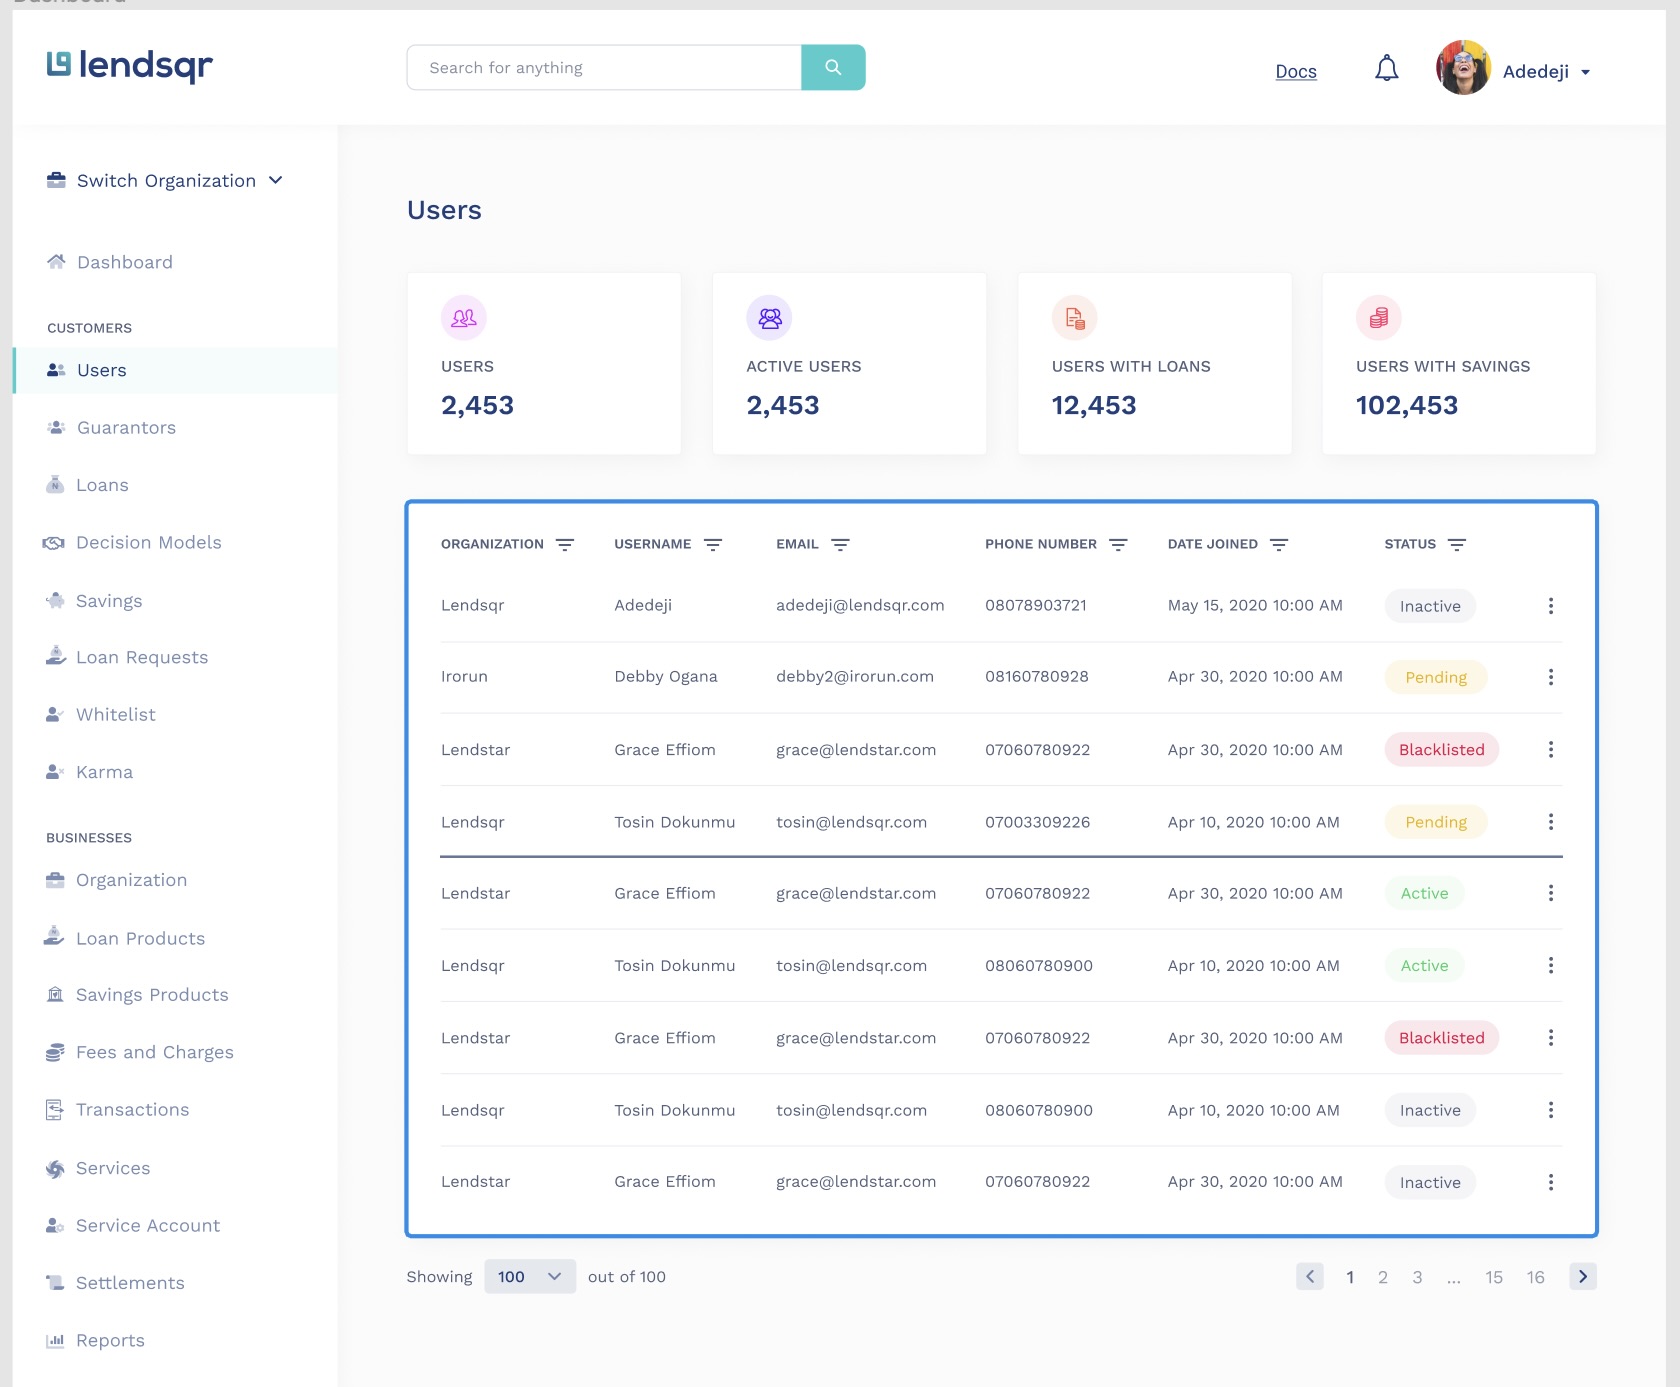 Dashboard
lendsqr
Search for anything
Docs
Adedeji
Switch Organization
Dashboard
CUSTOMERS
Users
Guarantors
Loans
Decision Models
Savings
Loan Requests
Whitelist
Karma
BUSINESSES
Organization
Loan Products
Savings Products
Fees and Charges
Transactions
Services
Service Account
Settlements
Reports
Users
USERS
2,453
ACTIVE USERS
2,453
USERS WITH LOANS
12,453
USERS WITH SAVINGS
102,453
ORGANIZATION USERNAME EMAIL PHONE NUMBER DATE JOINED STATUS
Lendsqr Adedeji adedeji@lendsqr.com 08078903721 May 15, 2020 10:00 AM Inactive
Irorun Debby Ogana debby2@irorun.com 08160780928 Apr 30, 2020 10:00 AM Pending
Lendstar Grace Effiom grace@lendstar.com 07060780922 Apr 30, 2020 10:00 AM Blacklisted
Lendsqr Tosin Dokunmu tosin@lendsqr.com 07003309226 Apr 10, 2020 10:00 AM Pending
Lendstar Grace Effiom grace@lendstar.com 07060780922 Apr 30, 2020 10:00 AM Active
Lendsqr Tosin Dokunmu tosin@lendsqr.com 08060780900 Apr 10, 2020 10:00 AM Active
Lendstar Grace Effiom grace@lendstar.com 07060780922 Apr 30, 2020 10:00 AM Blacklisted
Lendsqr Tosin Dokunmu tosin@lendsqr.com 08060780900 Apr 10, 2020 10:00 AM Inactive
Lendstar Grace Effiom grace@lendstar.com 07060780922 Apr 30, 2020 10:00 AM Inactive
Showing 100 out of 100
1 2 3 ... 15 16